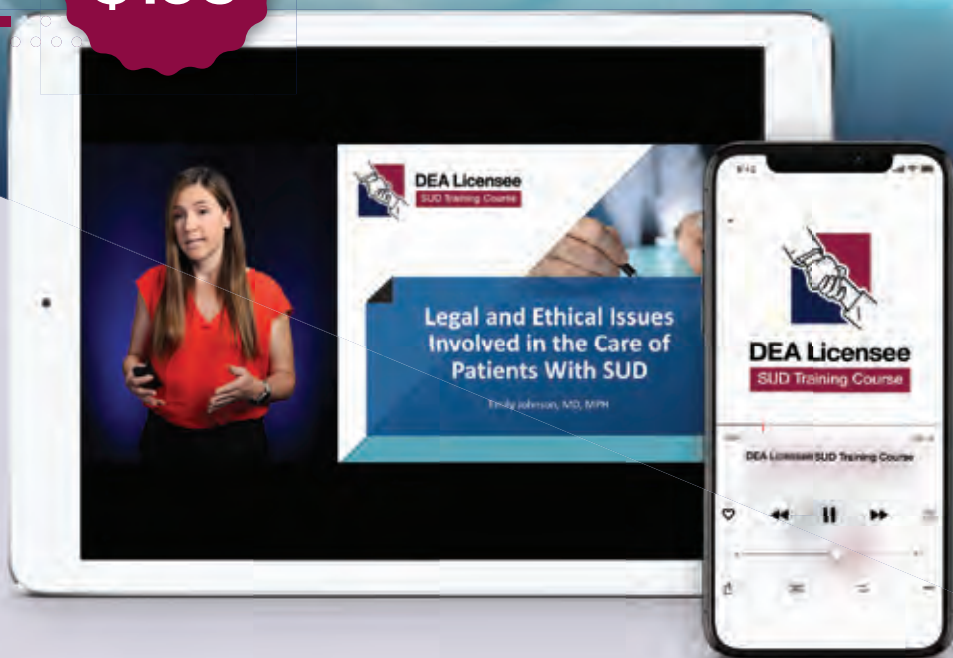 DEA Licensee
SUD Training Course
Legal and Ethical Issues
Involved in the Care of
Patients With SUD
Emily Johnson, MD, MPH
DEA Licensee
SUD Training Course
DEA Licensee SUD Training Course